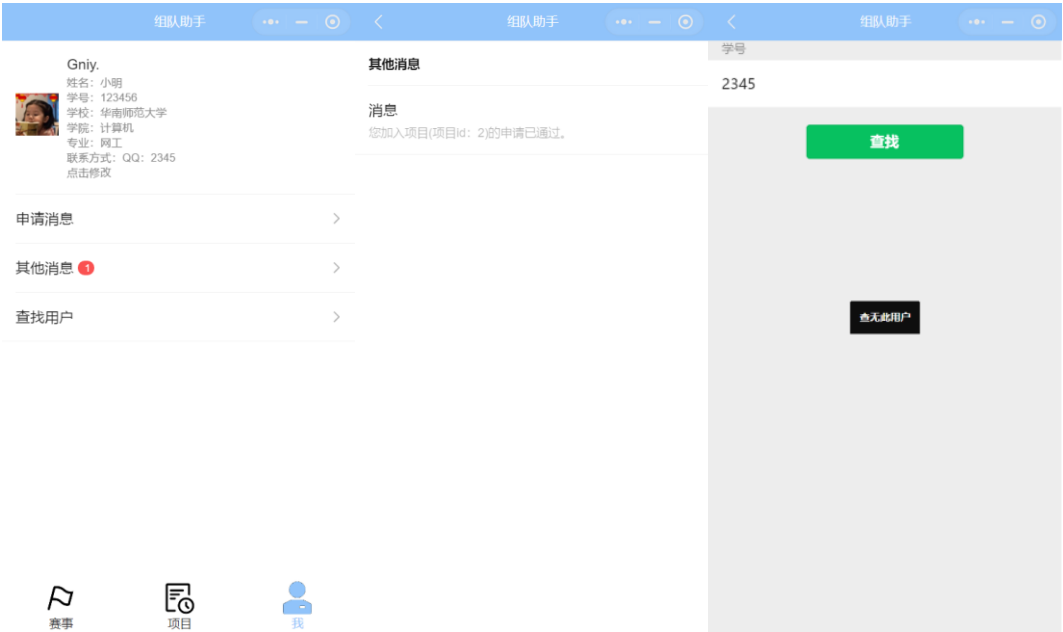 组队助手
Gniy.
姓名：小明
学号：123456
学校：华南师范大学
学院：计算机
专业：网工
联系方式：QQ：2345
点击修改
申请消息
其他消息 1
查找用户
赛事
项目
我
组队助手
其他消息
消息
您加入项目(项目id：2)的申请已通过。
组队助手
学号
2345
查找
查无此用户